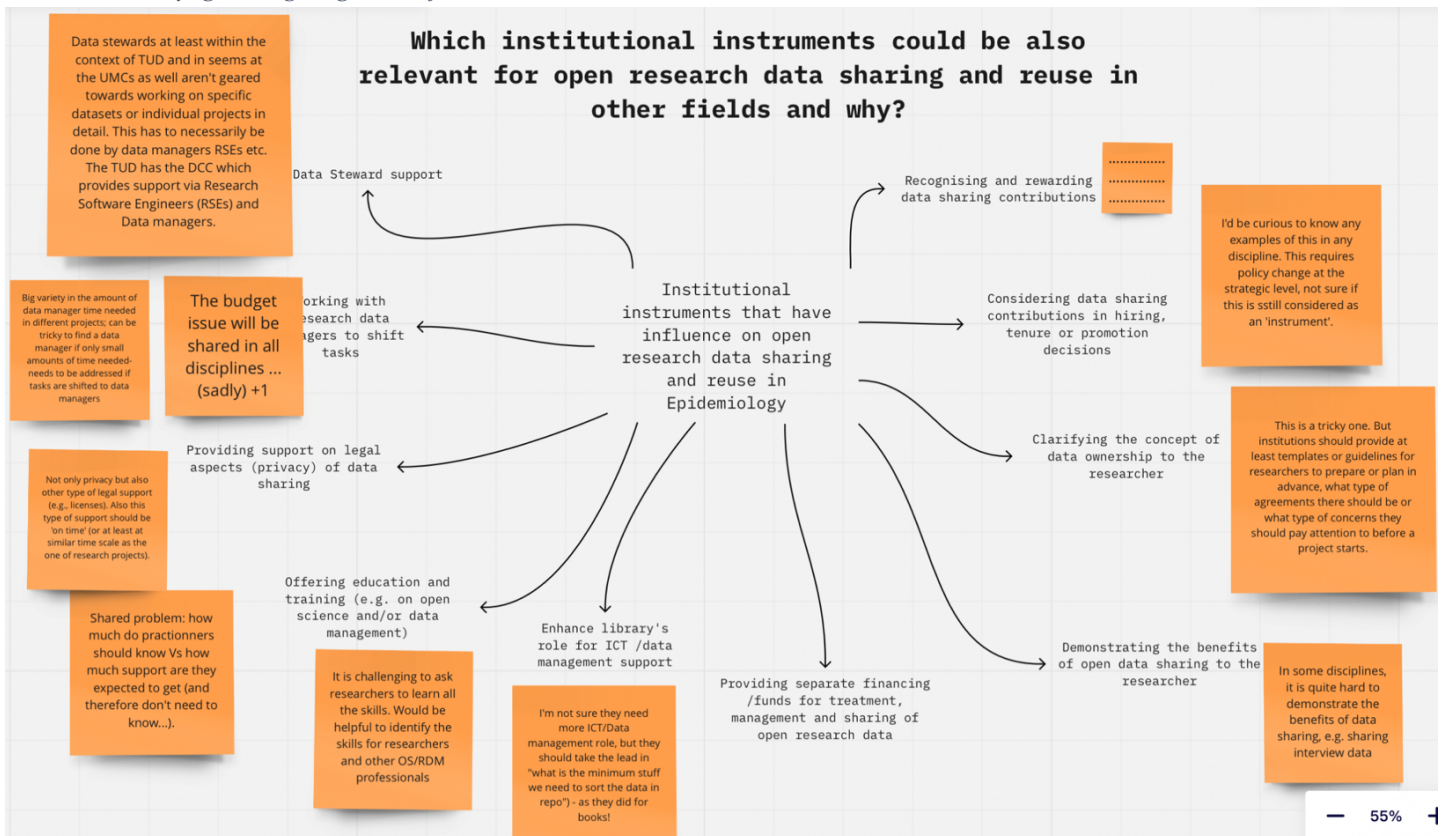 Which institutional instruments could be also
relevant for open research data sharing and reuse in
other fields and why?
Data stewards at least within the
context of TUD and in seems at
the UMCs as well aren't geared
towards working on specific
datasets or individual projects in
detail. This has to necessarily be
done by data managers RSEs etc.
The TUD has the DCC which
provides support via Research
Software Engineers (RSEs) and
Data managers.
Data Steward support
Big variety in the amount of
data manager time needed
in different projects; can be
tricky to find a data
manager if only small
amounts of time needed-
needs to be addressed if
tasks are shifted to data
managers
The budget
issue will be
shared in all
disciplines ...
(sadly) +1
orking with
esearch data
agers to shift
tasks
Providing support on legal
aspects (privacy) of data
sharing
Not only privacy but also
other type of legal support
(e.g., licenses). Also this
type of support should be
'on time' (or at least at
similar time scale as the
one of research projects).
Shared problem: how
much do practionners
should know Vs how
much support are they
expected to get (and
therefore don't need to
know...).
Offering education and
training (e.g. on open
science and/or data
management)
It is challenging to ask
researchers to learn all
the skills. Would be
helpful to identify the
skills for researchers
and other OS/RDM
professionals
Enhance library's
role for ICT /data
management support
I'm not sure they need
more ICT/Data
management role, but they
should take the lead in
"what is the minimum stuff
we need to sort the data in
repo") - as they did for
books!
Institutional
instruments that have
influence on open
research data sharing
and reuse in
Epidemiology
Providing separate financing
/funds for treatment,
management and sharing of
open research data
Recognising and rewarding
data sharing contributions
...............
...............
...............
Considering data sharing
contributions in hiring,
tenure or promotion
decisions
I'd be curious to know any
examples of this in any
discipline. This requires
policy change at the
strategic level, not sure if
this is sstill considered as
an 'instrument'.
Clarifying the concept of
data ownership to the
researcher
This is a tricky one. But
institutions should provide at
least templates or guidelines for
researchers to prepare or plan in
advance, what type of
agreements there should be or
what type of concerns they
should pay attention to before a
project starts.
Demonstrating the benefits
of open data sharing to the
researcher
In some disciplines,
it is quite hard to
demonstrate the
benefits of data
sharing, e.g. sharing
interview data
− 55% +